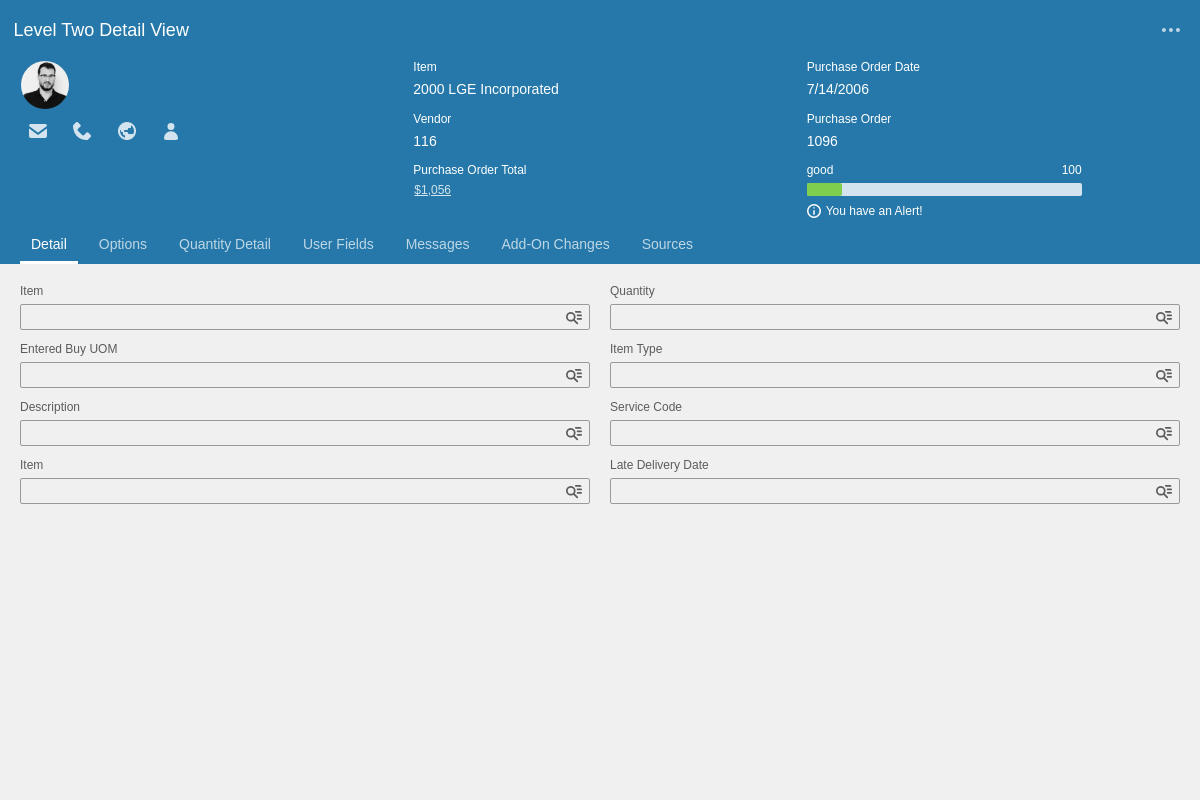 Level Two Detail View
Item
2000 LGE Incorporated
Vendor
116
Purchase Order Total
$1,056
Purchase Order Date
7/14/2006
Purchase Order
1096
good 100
You have an Alert!
Detail Options Quantity Detail User Fields Messages Add-On Changes Sources
Item Quantity
Entered Buy UOM Item Type
Description Service Code
Item Late Delivery Date